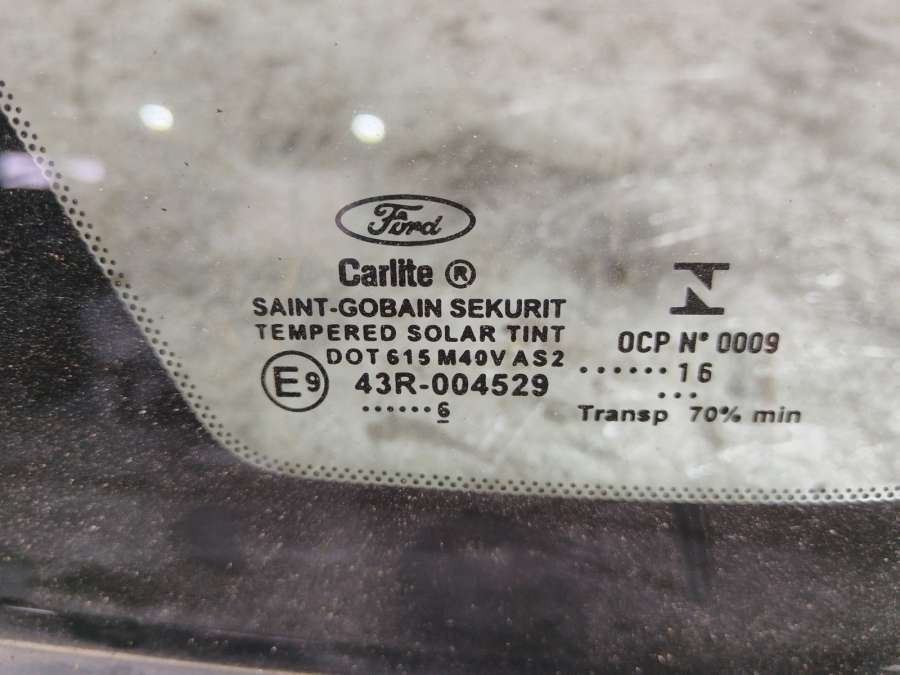 Ford
Carlite ®
SAINT-GOBAIN SEKURIT
TEMPERED SOLAR TINT
DOT 615 M40V AS2
E9 43R-004529
......6
OCP Nº 0009
......16
...
Transp 70% min